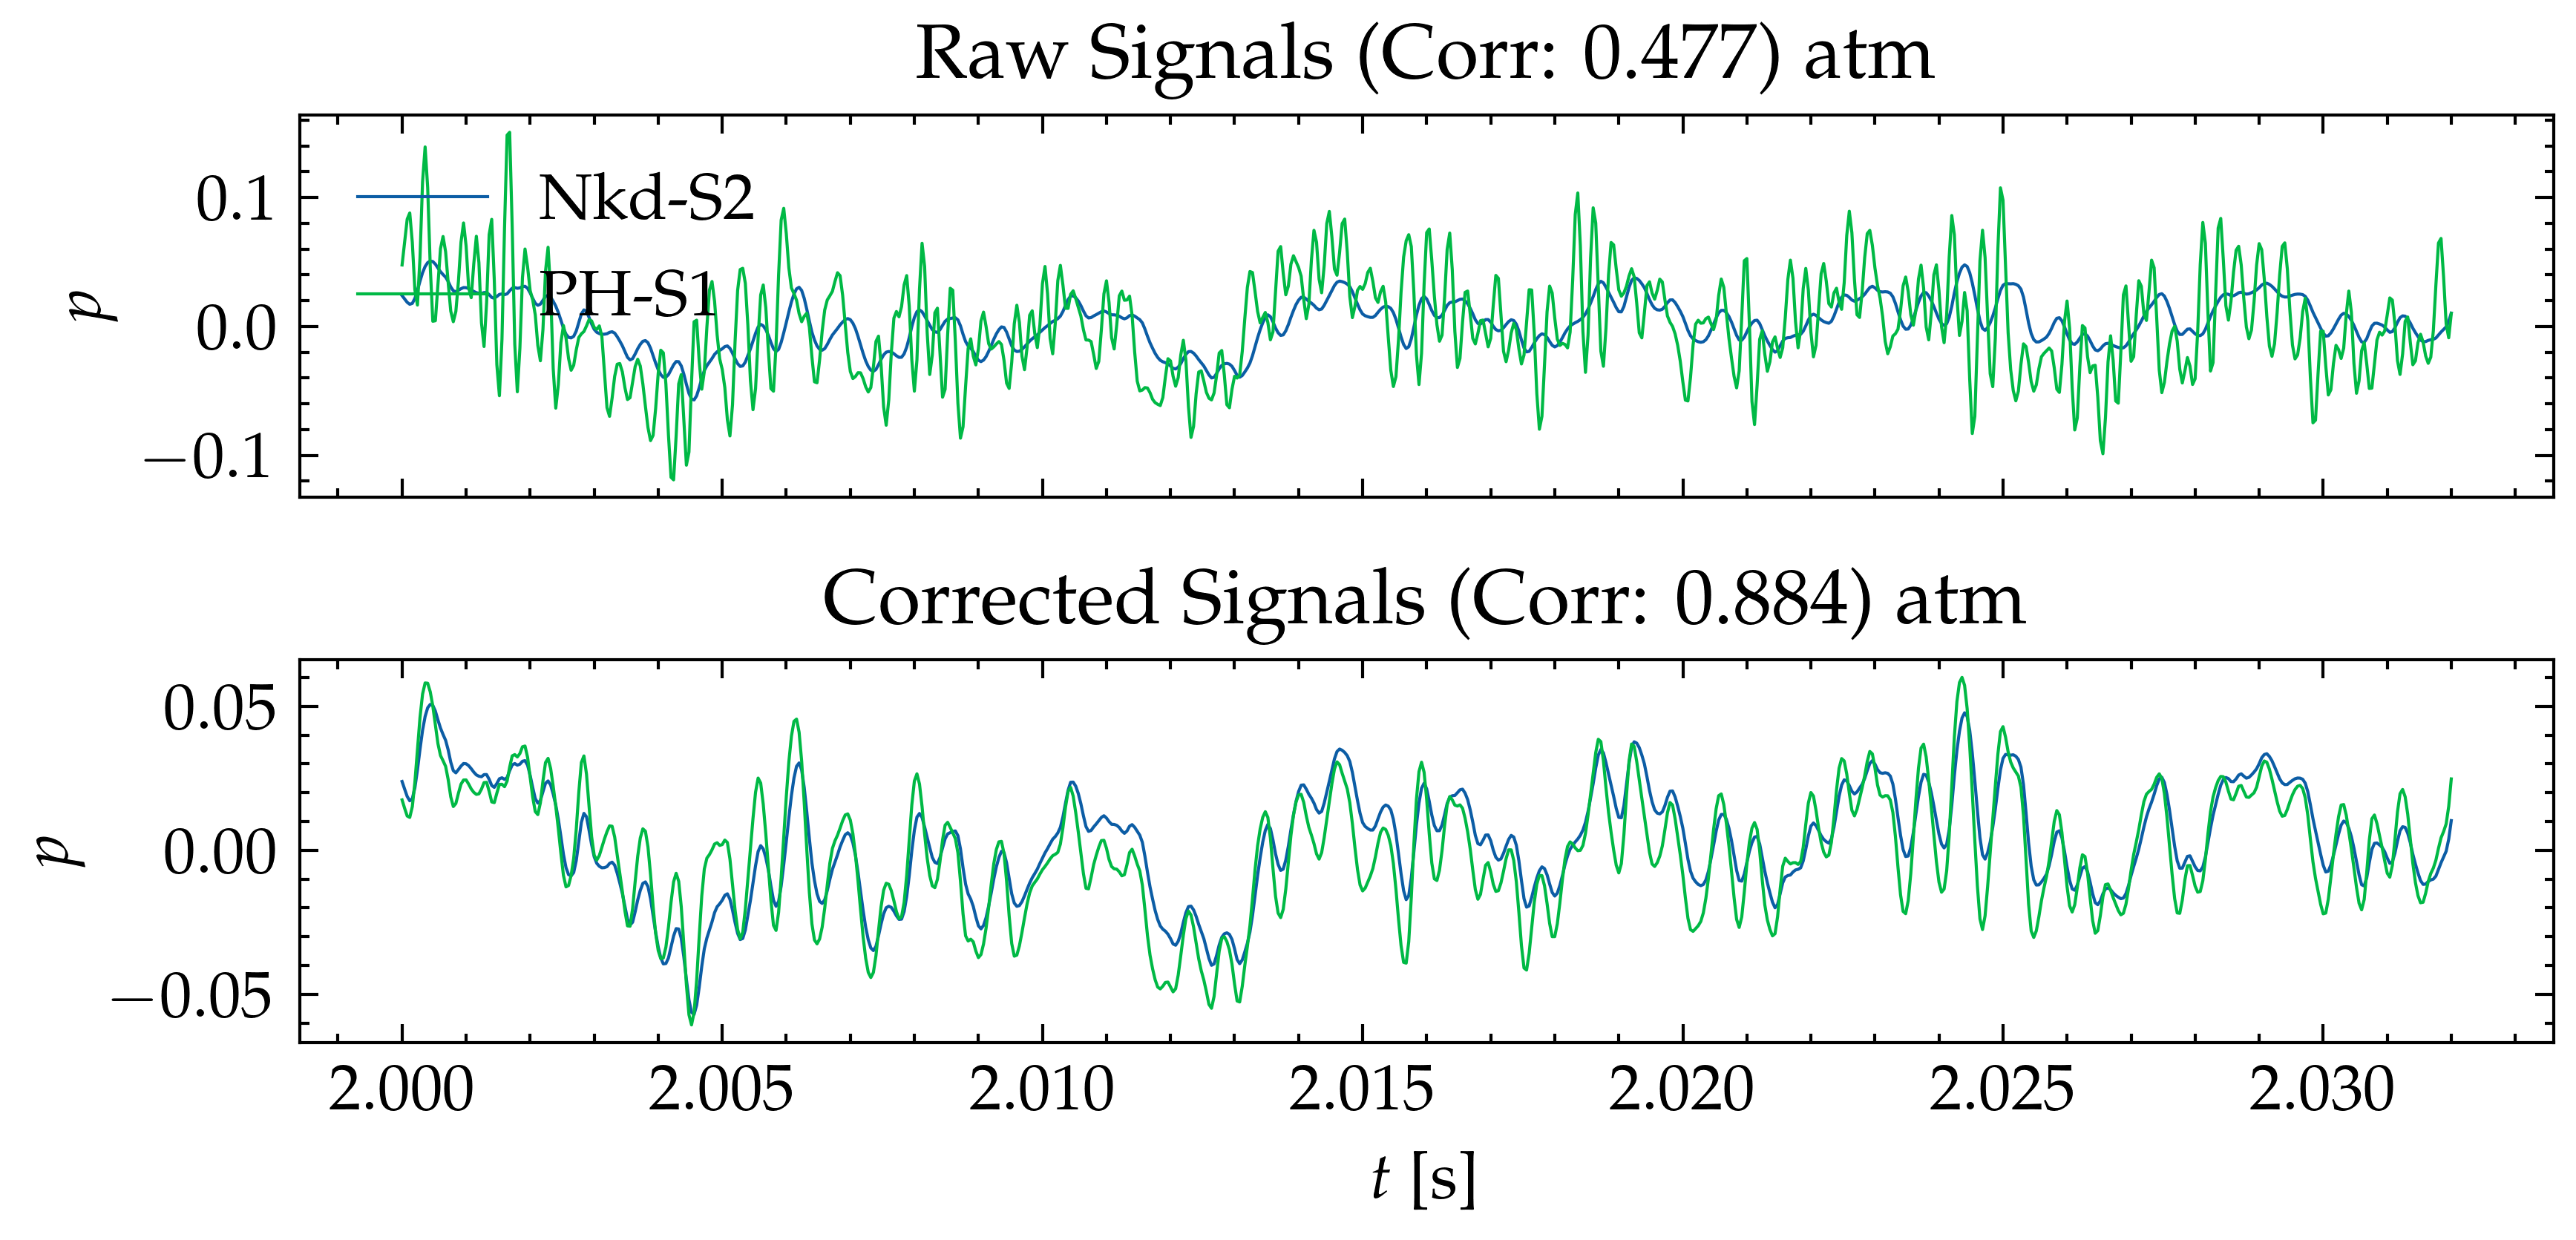 Raw Signals (Corr: 0.477) atm
0.1
0.0
−0.1
p
Nkd-S2
PH-S1
Corrected Signals (Corr: 0.884) atm
0.05
0.00
−0.05
p
2.000 2.005 2.010 2.015 2.020 2.025 2.030
t [s]